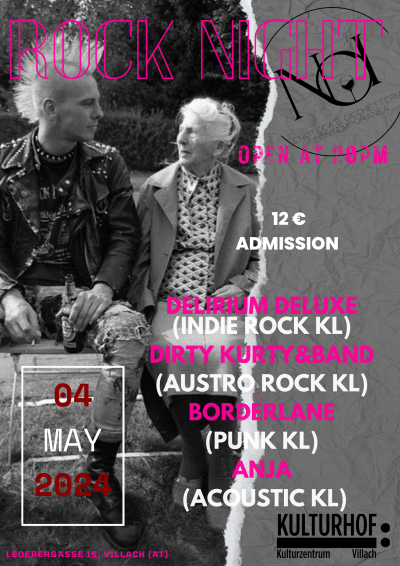 ROCK NIGHT
OPEN AT 20PM
12 €
ADMISSION
DELIRIUM DELUXE
(INDIE ROCK KL)
DIRTY KURTY&BAND
(AUSTRO ROCK KL)
BORDERLANE
(PUNK KL)
ANJA
(ACOUSTIC KL)
04
MAY
2024
KULTURHOF:
Kulturzentrum Villach
LEDERERGASSE 15, VILLACH (AT)